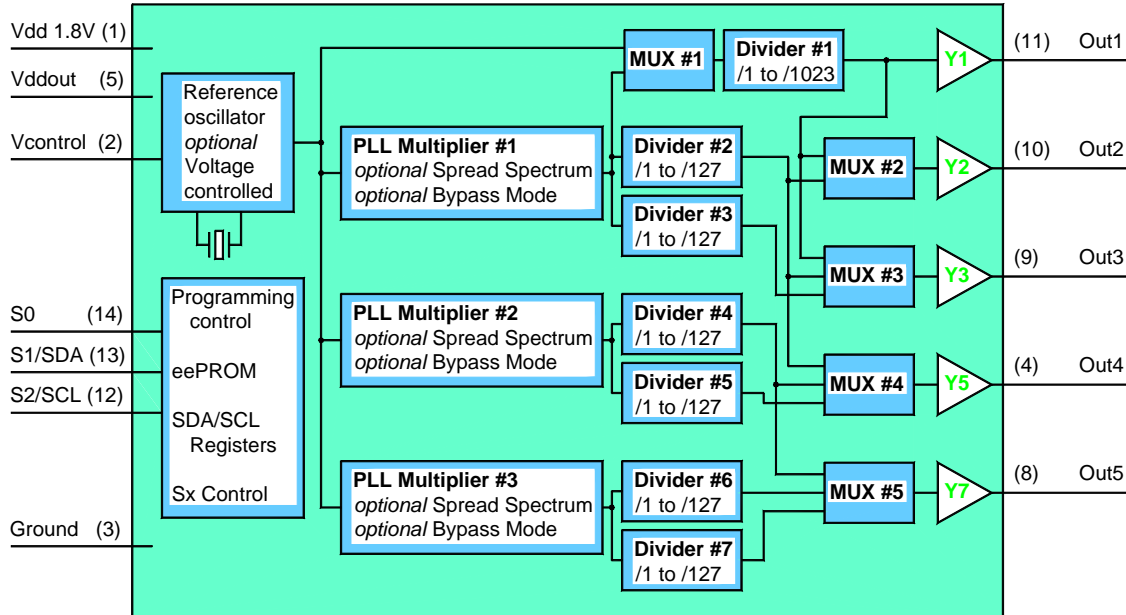 Vdd 1.8V (1)
Vddout (5)
Vcontrol (2)
Reference
oscillator
optional
Voltage
controlled
S0 (14)
S1/SDA (13)
S2/SCL (12)
Ground (3)
Programming
control
eePROM
SDA/SCL
Registers
Sx Control
PLL Multiplier #1
optional Spread Spectrum
optional Bypass Mode
PLL Multiplier #2
optional Spread Spectrum
optional Bypass Mode
PLL Multiplier #3
optional Spread Spectrum
optional Bypass Mode
MUX #1
Divider #1
/1 to /1023
Divider #2
/1 to /127
Divider #3
/1 to /127
Divider #4
/1 to /127
Divider #5
/1 to /127
Divider #6
/1 to /127
Divider #7
/1 to /127
MUX #2
MUX #3
MUX #4
MUX #5
Y1
Y2
Y3
Y5
Y7
(11) Out1
(10) Out2
(9) Out3
(4) Out4
(8) Out5